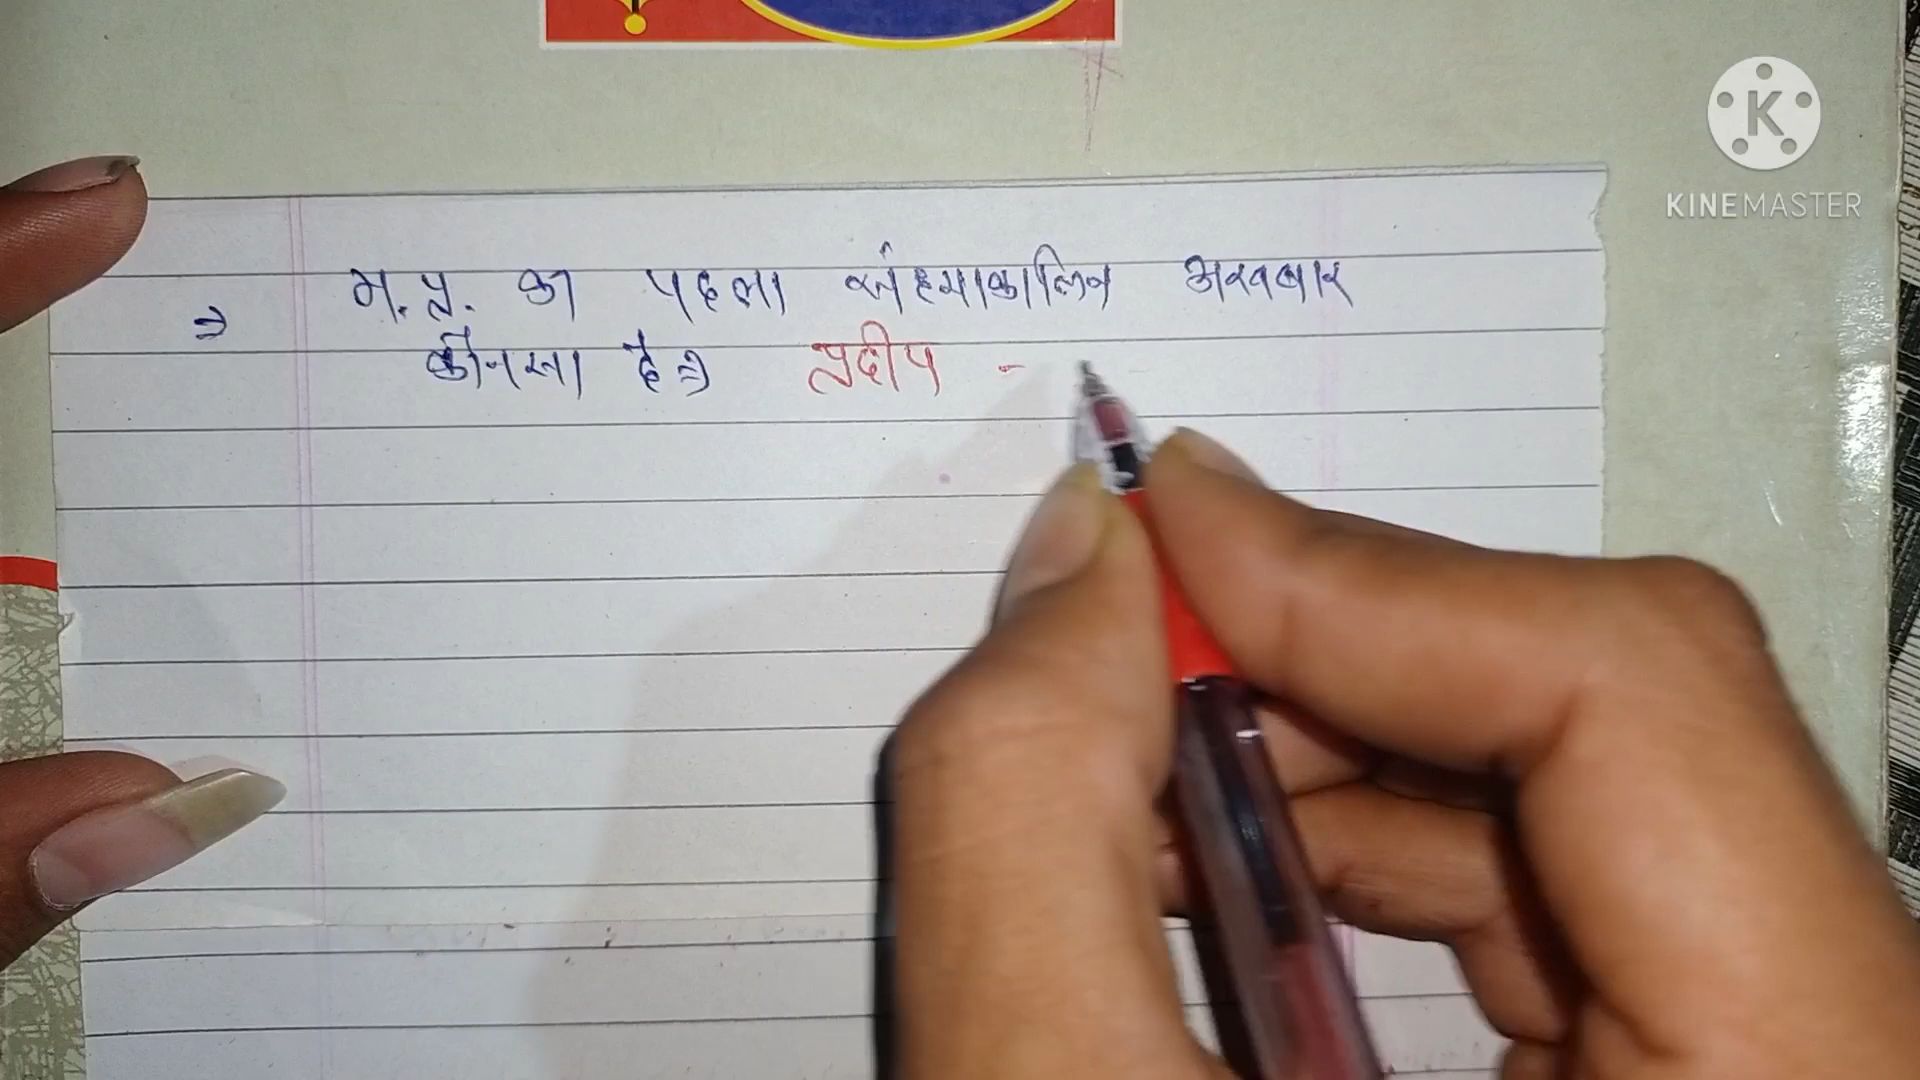 KINEMASTER
⇒ म. प्र. का पहला संध्याकालिन अखबार
कौनसा है⇒ प्रदीप -